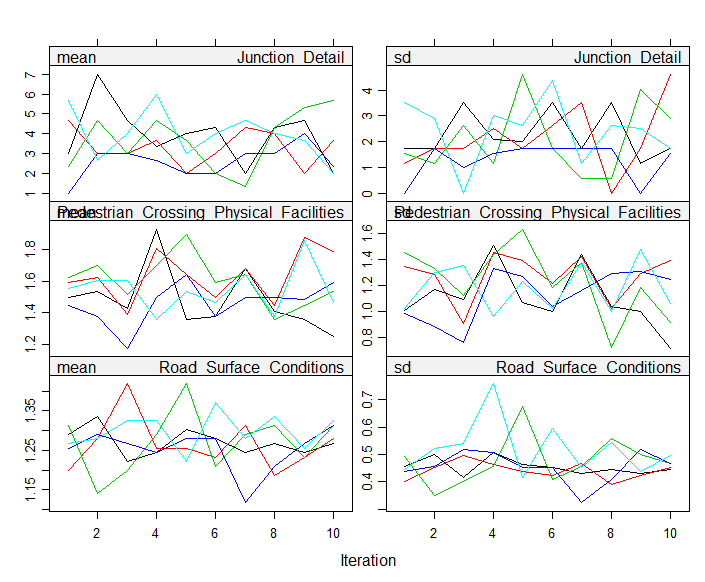 mean Junction Detail sd Junction Detail
1 2 3 4 5 6 7
0 1 2 3 4
mean Pedestrian Crossing Physical Facilities sd Pedestrian Crossing Physical Facilities
1.2 1.4 1.6 1.8
0.8 1.0 1.2 1.4 1.6
mean Road Surface Conditions sd Road Surface Conditions
1.15 1.25 1.35
0.4 0.5 0.6 0.7
2 4 6 8 10 2 4 6 8 10
Iteration